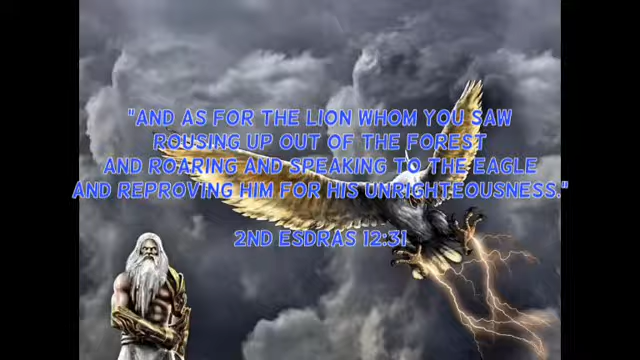 "AND AS FOR THE LION WHOM YOU SAW
ROUSING UP OUT OF THE FOREST
AND ROARING AND SPEAKING TO THE EAGLE
AND REPROVING HIM FOR HIS UNRIGHTEOUSNESS."
2ND ESDRAS 12:31